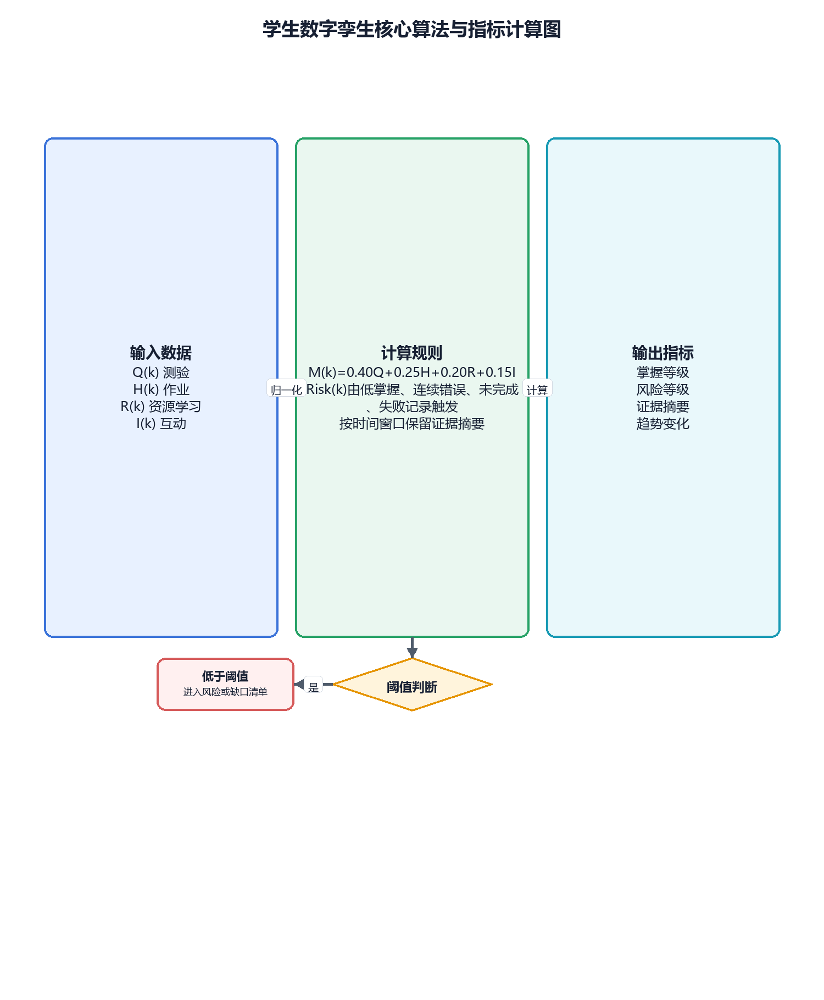 学生数字孪生核心算法与指标计算图
输入数据
Q(k) 测验
H(k) 作业
R(k) 资源学习
I(k) 互动
归一化
计算规则
M(k)=0.40Q+0.25H+0.20R+0.15I
Risk(k)由低掌握、连续错误、未完成
、失败记录触发
按时间窗口保留证据摘要
计算
输出指标
掌握等级
风险等级
证据摘要
趋势变化
低于阈值
进入风险或缺口清单
是
阈值判断